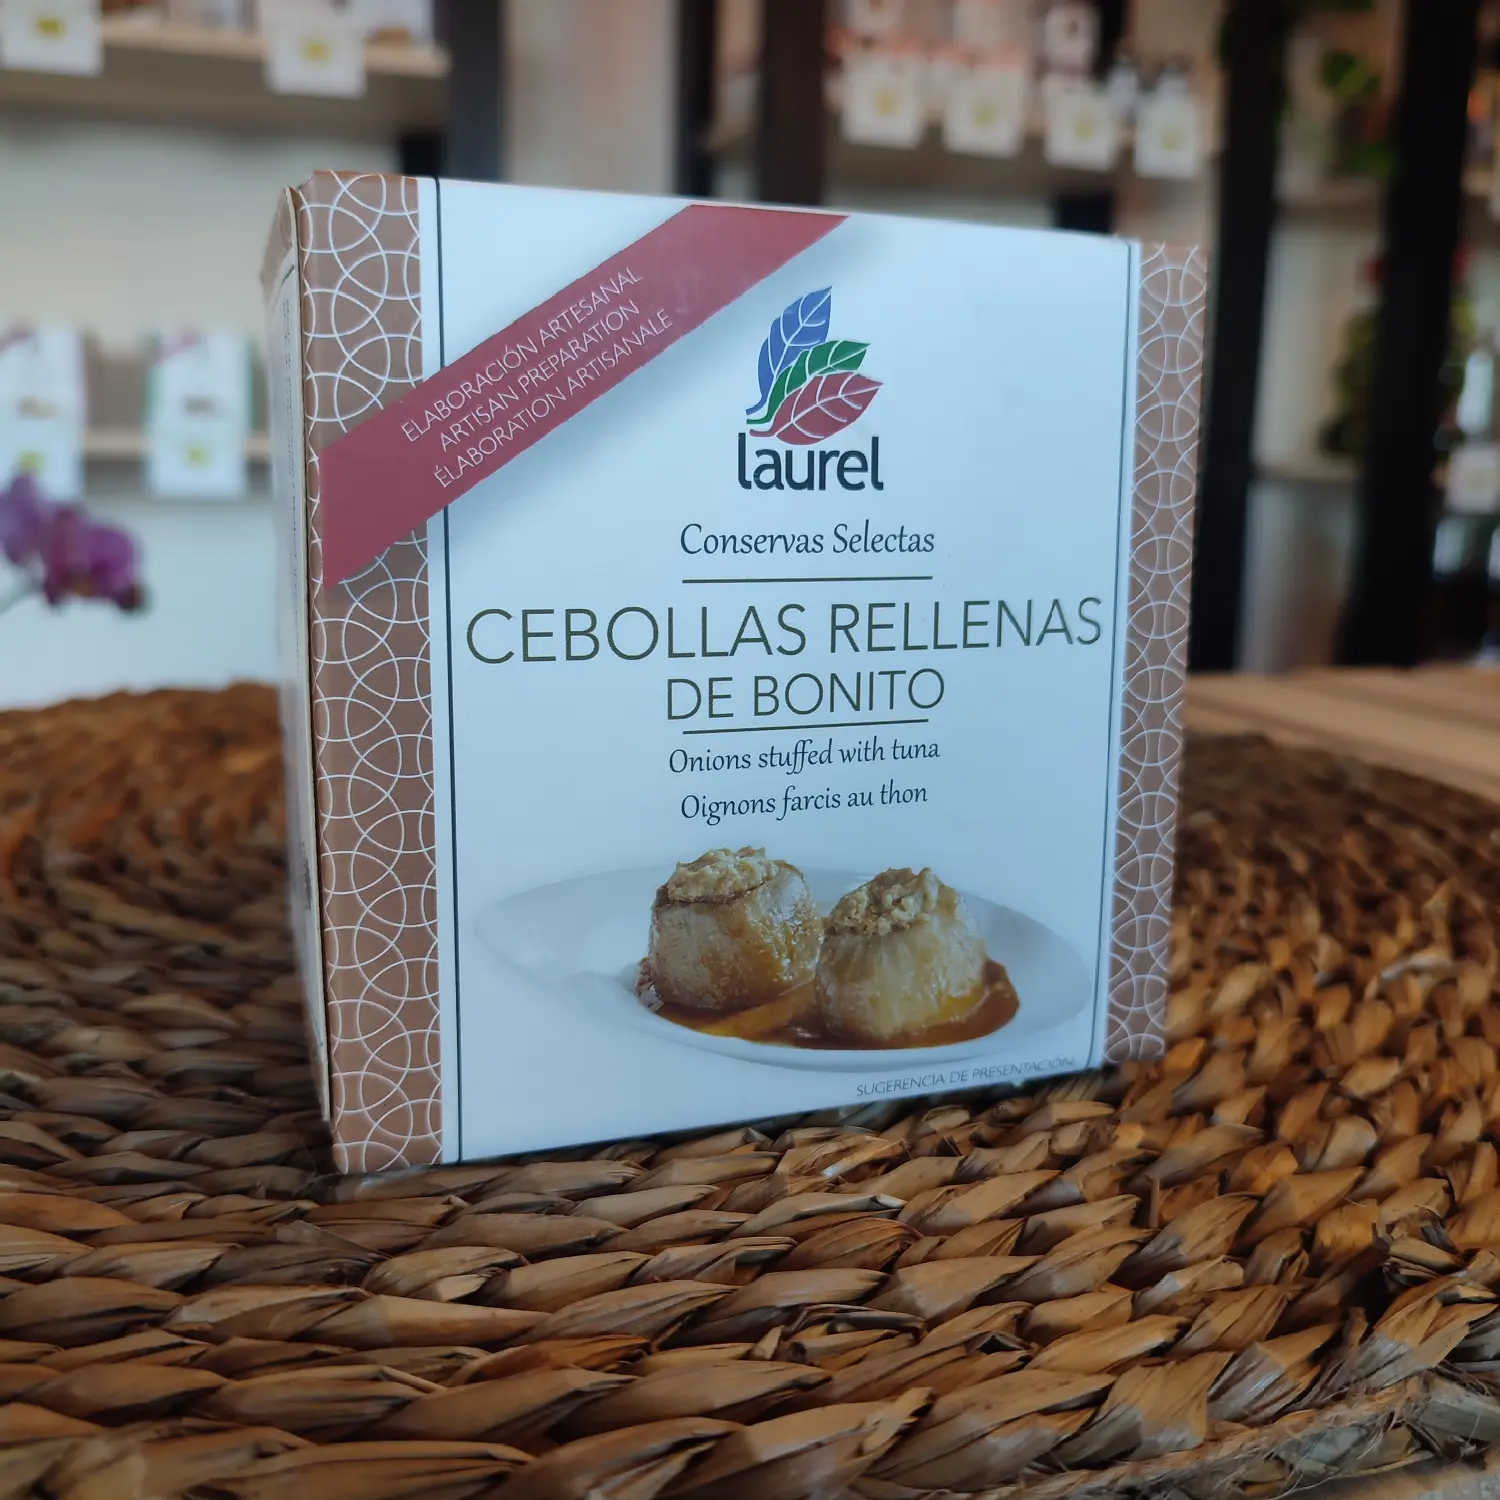 ELABORACIÓN ARTESANAL
ARTISAN PREPARATION
ÉLABORATION ARTISANALE
laurel
Conservas Selectas
CEBOLLAS RELLENAS
DE BONITO
Onions stuffed with tuna
Oignons farcis au thon
SUGERENCIA DE PRESENTACIÓN